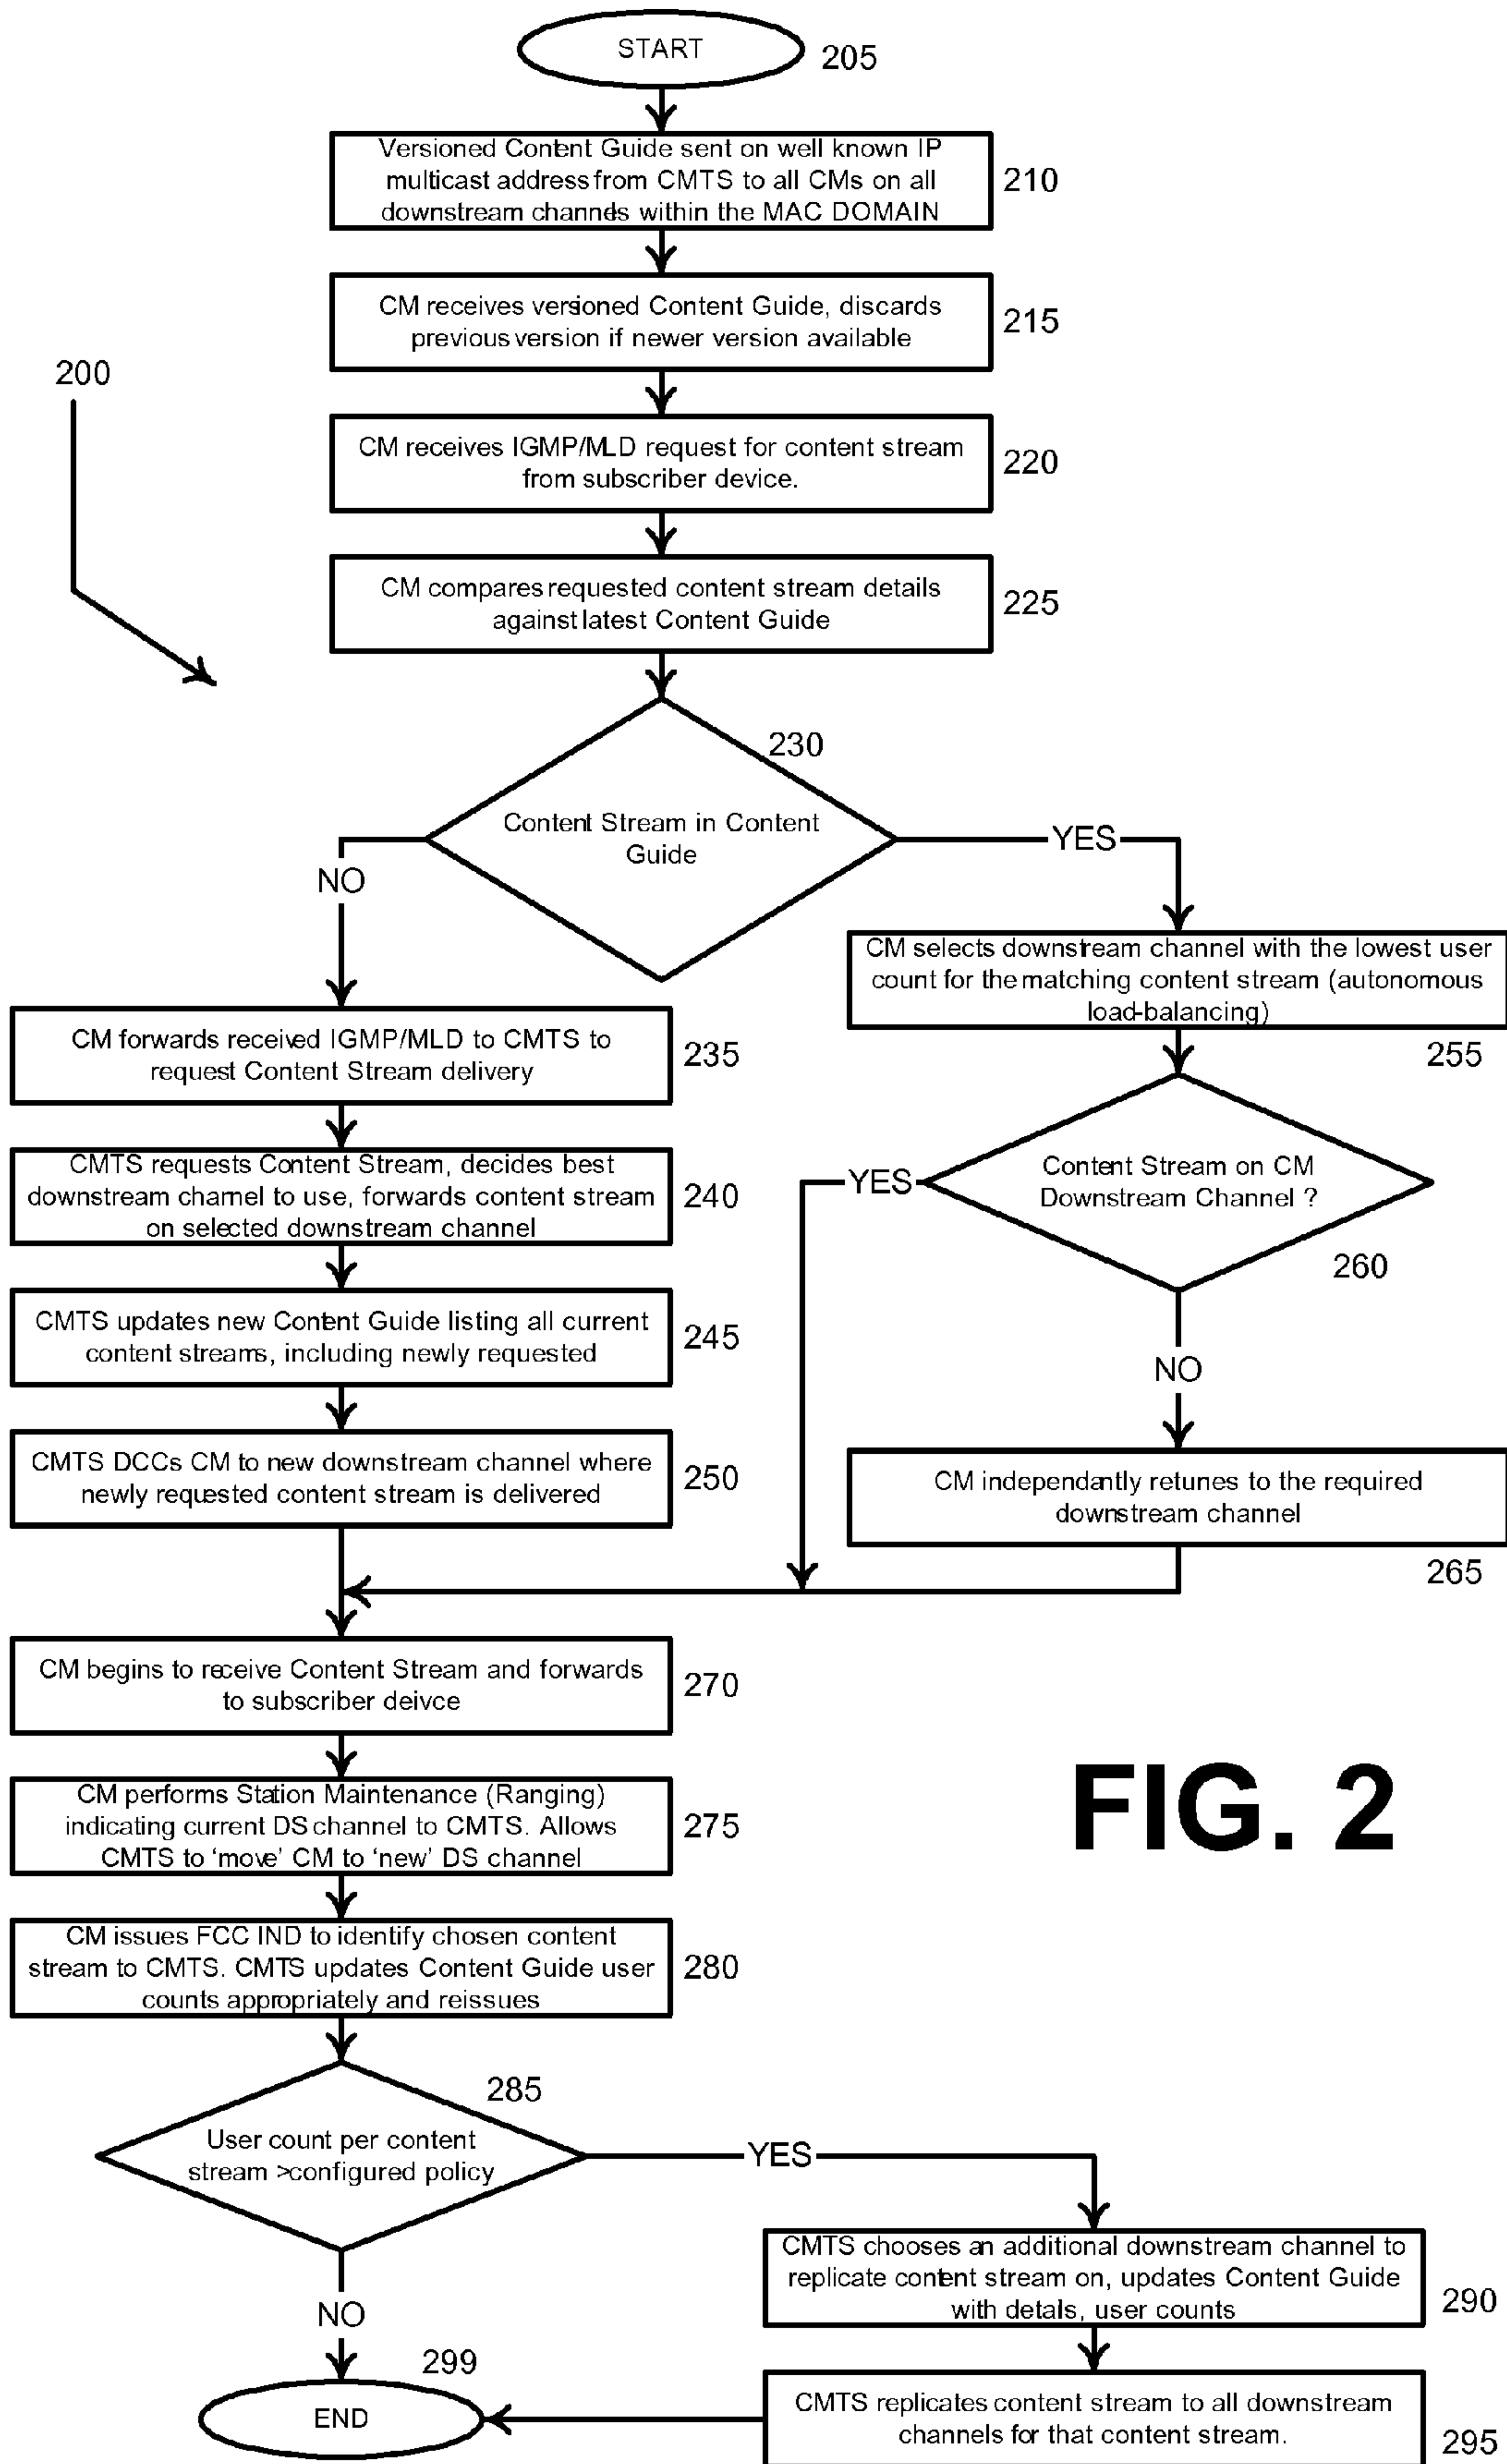 START
205
Versioned Content Guide sent on well known IP
multicast address from CMTS to all CMs on all
downstream channels within the MAC DOMAIN
210
CM receives versioned Content Guide, discards
previous version if newer version available
215
200
CM receives IGMP/MLD request for content stream
from subscriber device.
220
CM compares requested content stream details
against latest Content Guide
225
230
Content Stream in Content
Guide
NO
YES
CM selects downstream channel with the lowest user
count for the matching content stream (autonomous
load-balancing)
255
CM forwards received IGMP/MLD to CMTS to
request Content Stream delivery
235
CMTS requests Content Stream, decides best
downstream channel to use, forwards content stream
on selected downstream channel
240
YES
Content Stream on CM
Downstream Channel ?
260
CMTS updates new Content Guide listing all current
content streams, including newly requested
245
NO
CMTS DCCs CM to new downstream channel where
newly requested content stream is delivered
250
CM independantly retunes to the required
downstream channel
265
CM begins to receive Content Stream and forwards
to subscriber deivce
270
CM performs Station Maintenance (Ranging)
indicating current DS channel to CMTS. Allows
CMTS to ‘move’ CM to ‘new’ DS channel
275
FIG. 2
CM issues FCC IND to identify chosen content
stream to CMTS. CMTS updates Content Guide user
counts appropriately and reissues
280
285
User count per content
stream >configured policy
YES
NO
CMTS chooses an additional downstream channel to
replicate content stream on, updates Content Guide
with details, user counts
290
299
END
CMTS replicates content stream to all downstream
channels for that content stream.
295